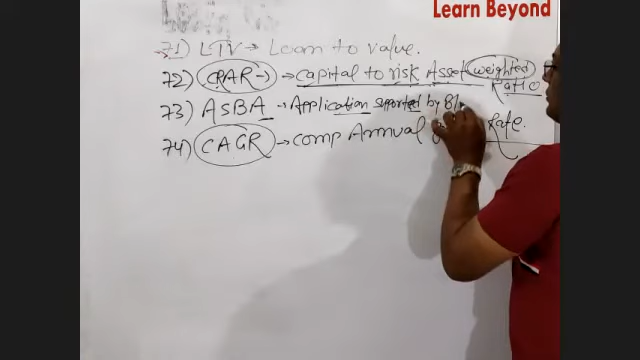 Learn Beyond
71) LTV → Learn to value.
72) CRAR → capital to risk Asset weighted Ratio
73) ASBA → Application supported by Bl
74) CAGR → comp Annual Rate.